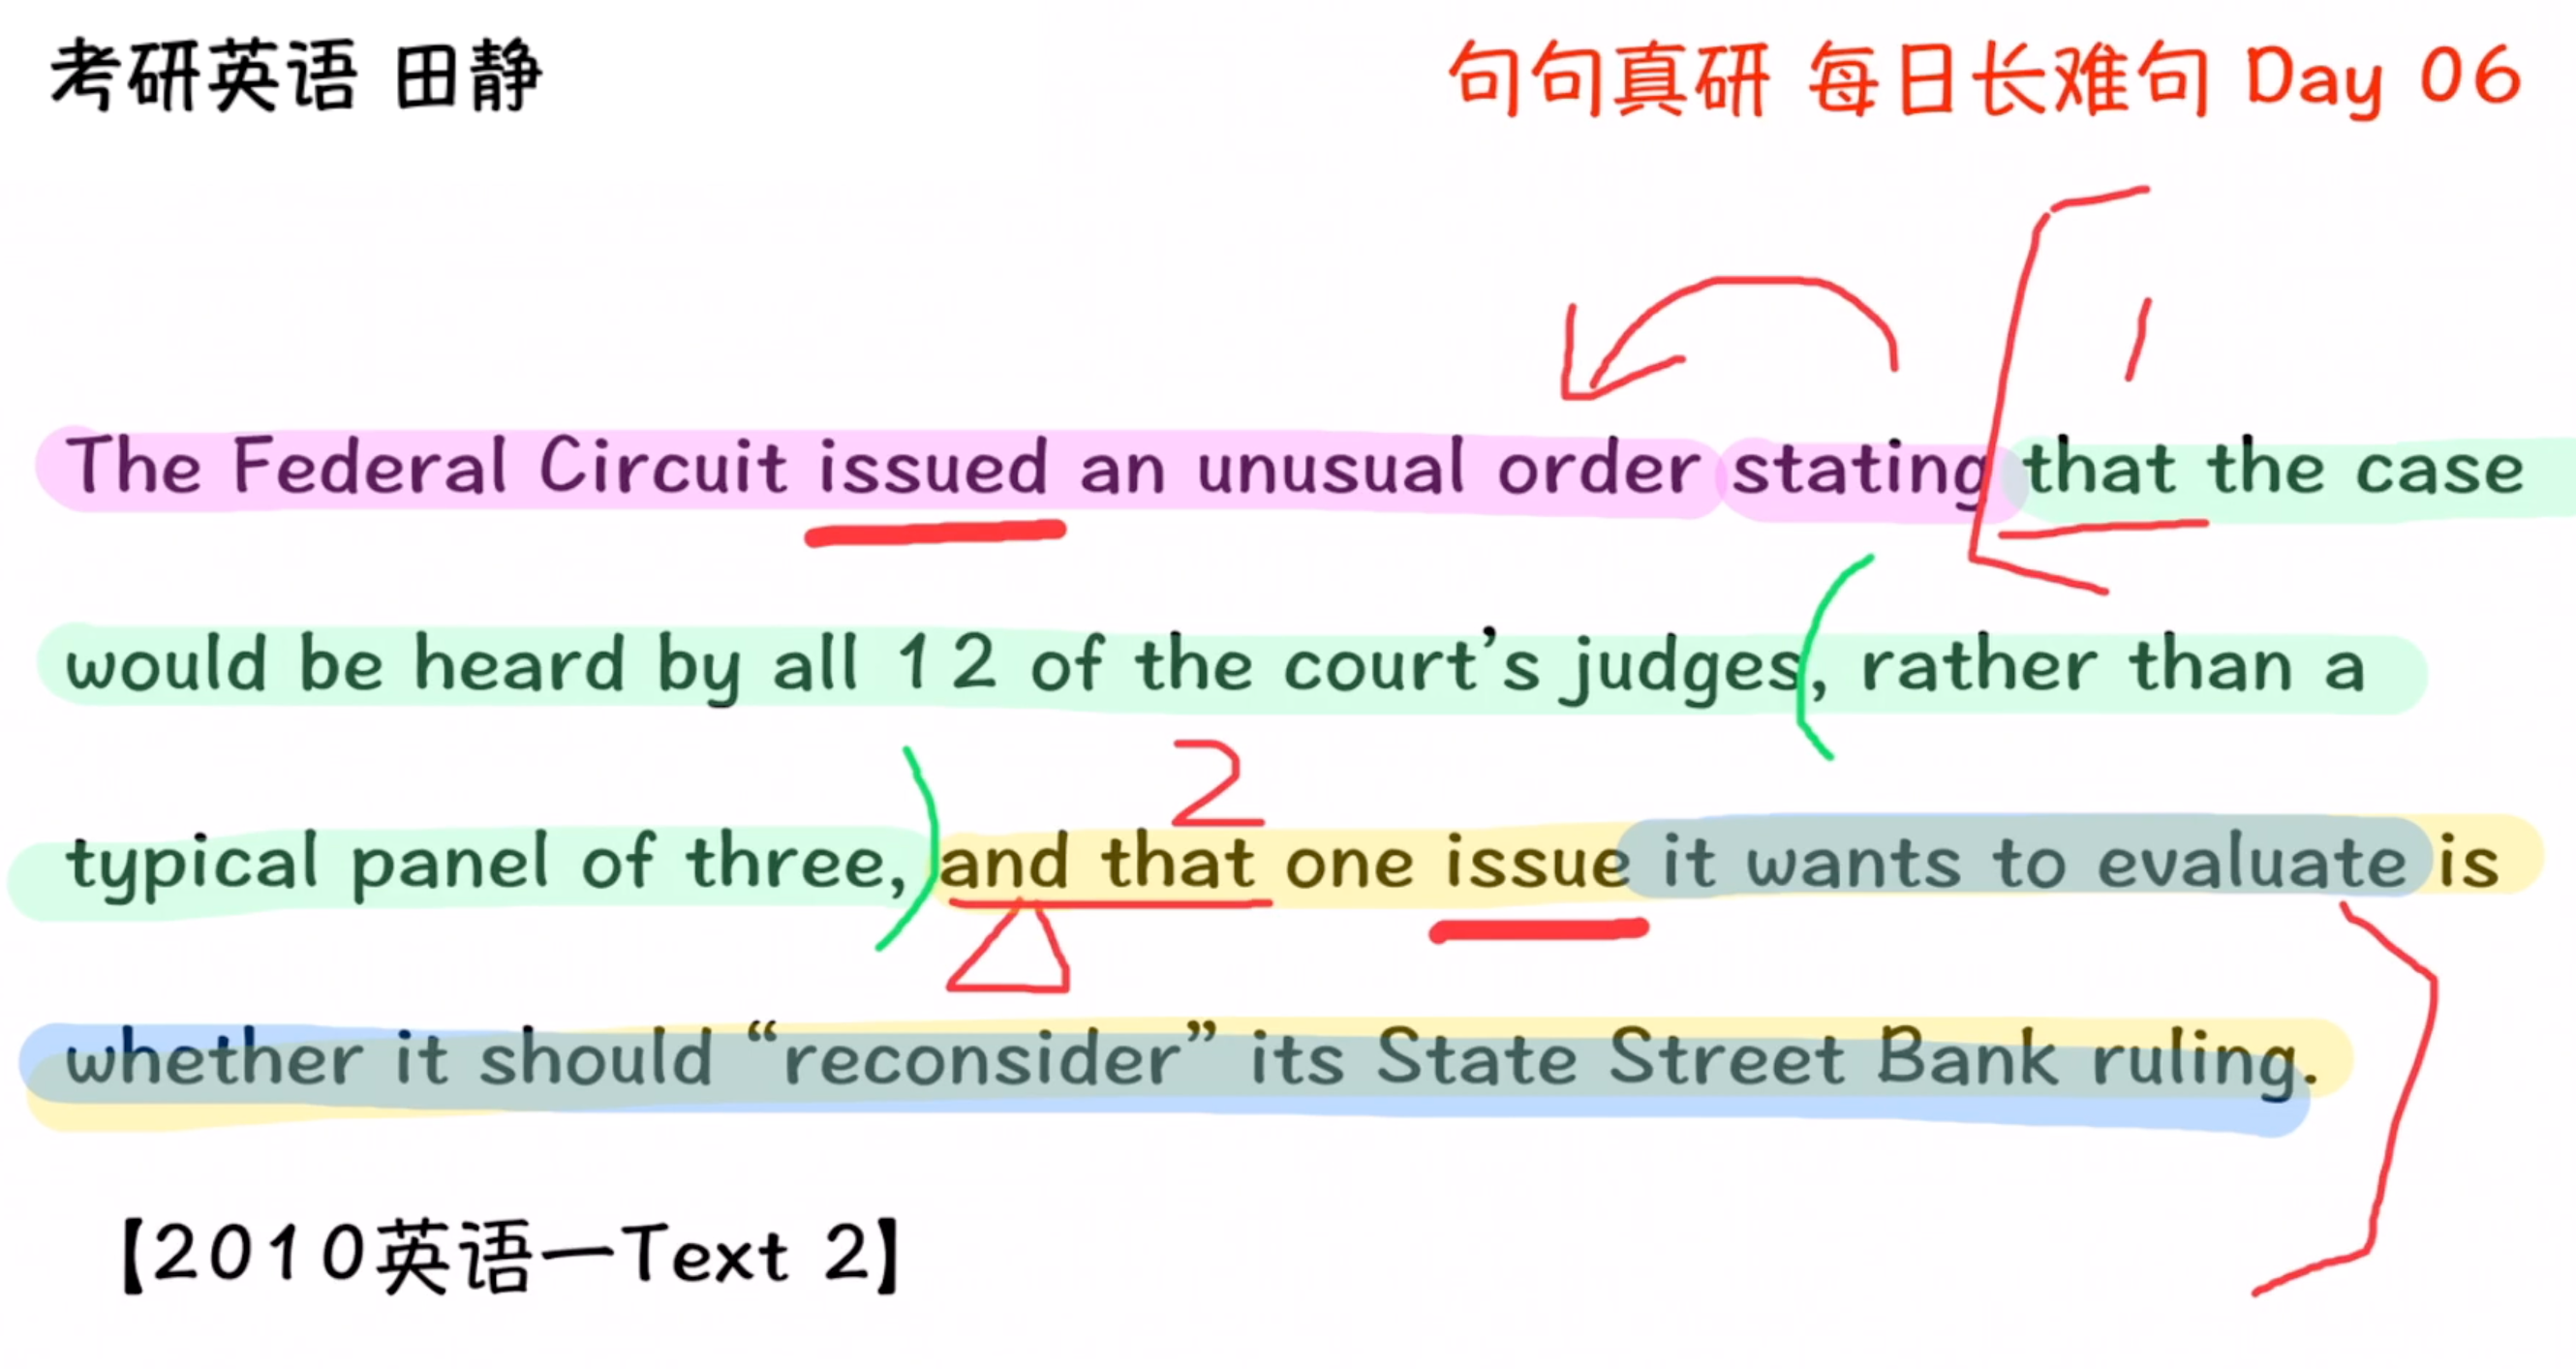 考研英语 田静
句句真研 每日长难句 Day 06
1
The Federal Circuit issued an unusual order stating that the case
would be heard by all 12 of the court’s judges, rather than a
2
typical panel of three, and that one issue it wants to evaluate is
whether it should “reconsider” its State Street Bank ruling.
【2010英语一Text 2】